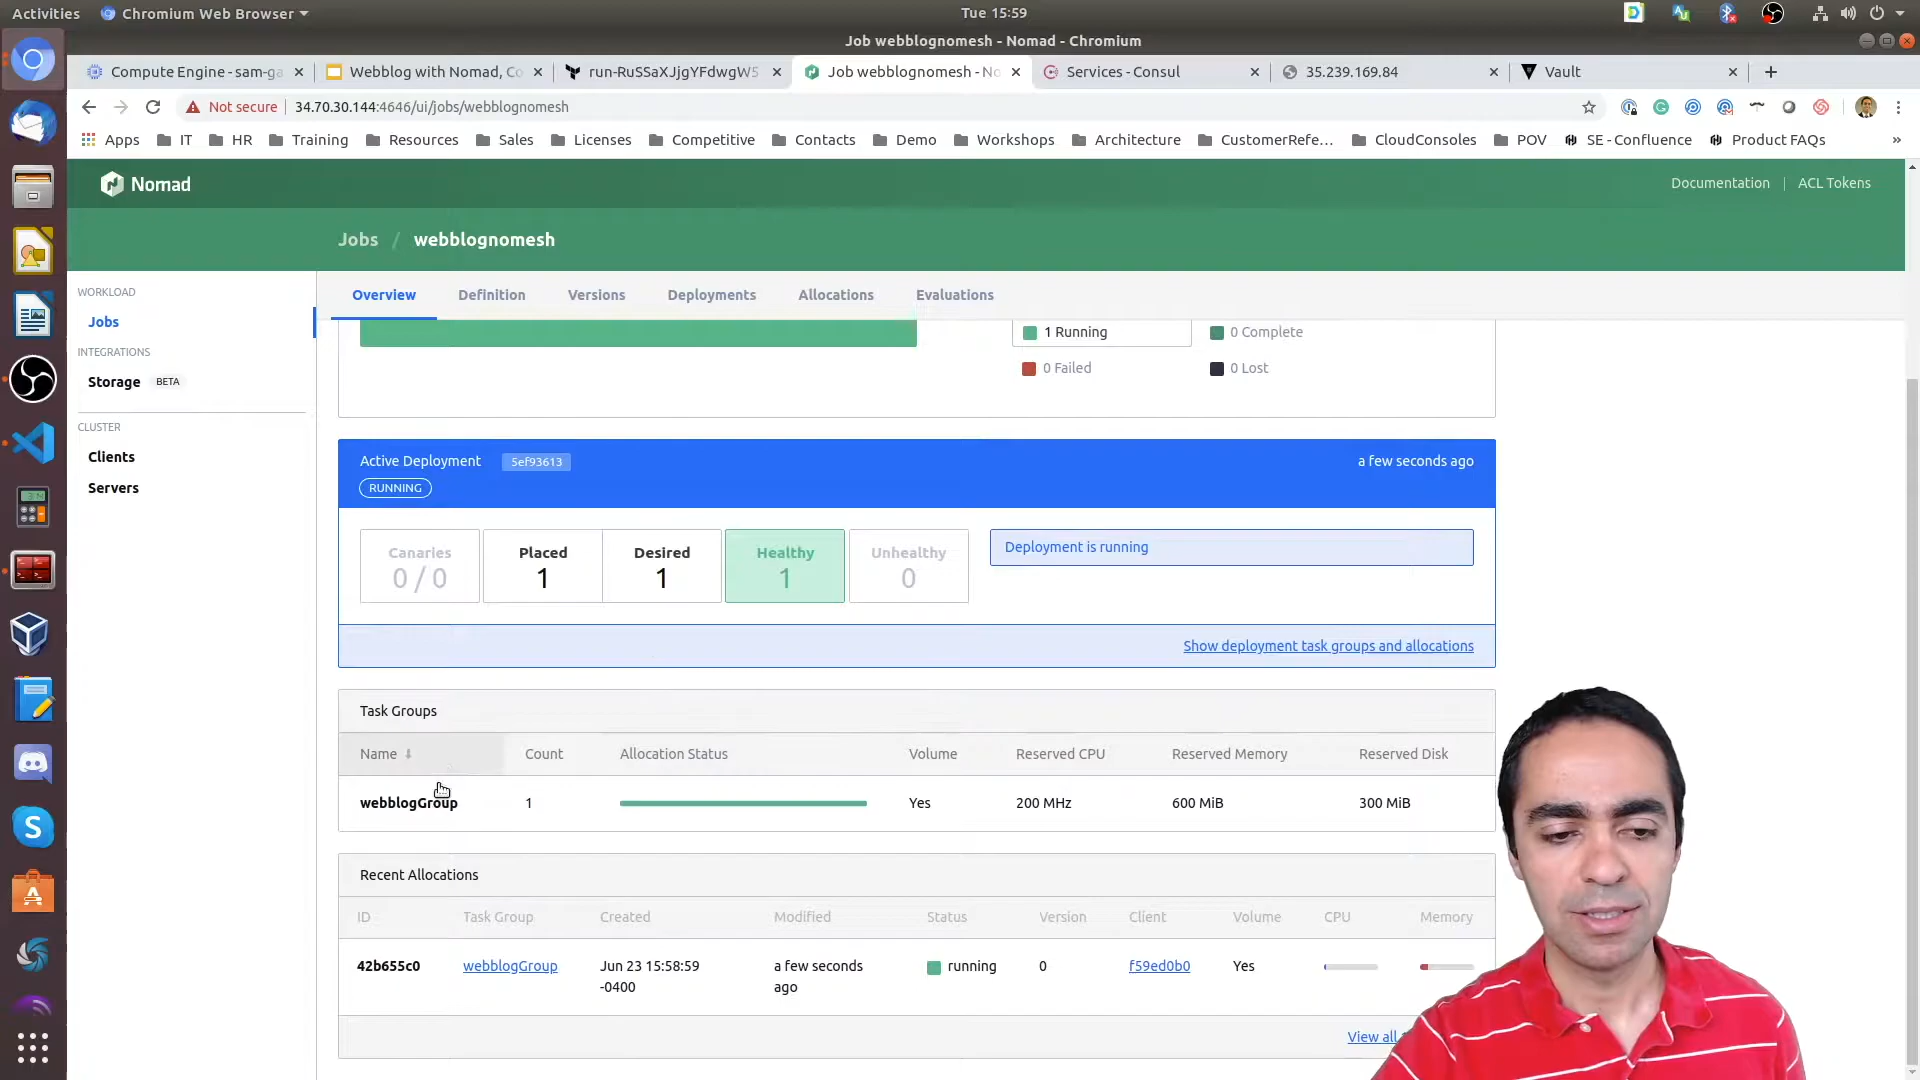 Activities
Chromium Web Browser
Tue 15:59
Job webblognomesh - Nomad - Chromium
Compute Engine - sam-ga
Webblog with Nomad, Co
run-RuSSaXJjgYFdwgW5
Job webblognomesh - No
Services - Consul
35.239.169.84
Vault
Not secure
34.70.30.144:4646/ui/jobs/webblognomesh
Apps
IT
HR
Training
Resources
Sales
Licenses
Competitive
Contacts
Demo
Workshops
Architecture
CustomerRefe…
CloudConsoles
POV
SE - Confluence
Product FAQs
»
Nomad
Documentation
ACL Tokens
Jobs / webblognomesh
WORKLOAD
Jobs
INTEGRATIONS
Storage BETA
CLUSTER
Clients
Servers
Overview
Definition
Versions
Deployments
Allocations
Evaluations
1 Running
0 Complete
0 Failed
0 Lost
Active Deployment 5ef93613
a few seconds ago
RUNNING
Canaries
0 / 0
Placed
1
Desired
1
Healthy
1
Unhealthy
0
Deployment is running
Show deployment task groups and allocations
Task Groups
Name Count Allocation Status Volume Reserved CPU Reserved Memory Reserved Disk
webblogGroup 1 Yes 200 MHz 600 MiB 300 MiB
Recent Allocations
ID Task Group Created Modified Status Version Client Volume CPU Memory
42b655c0 webblogGroup Jun 23 15:58:59 a few seconds running 0 f59ed0b0 Yes
-0400 ago
View all